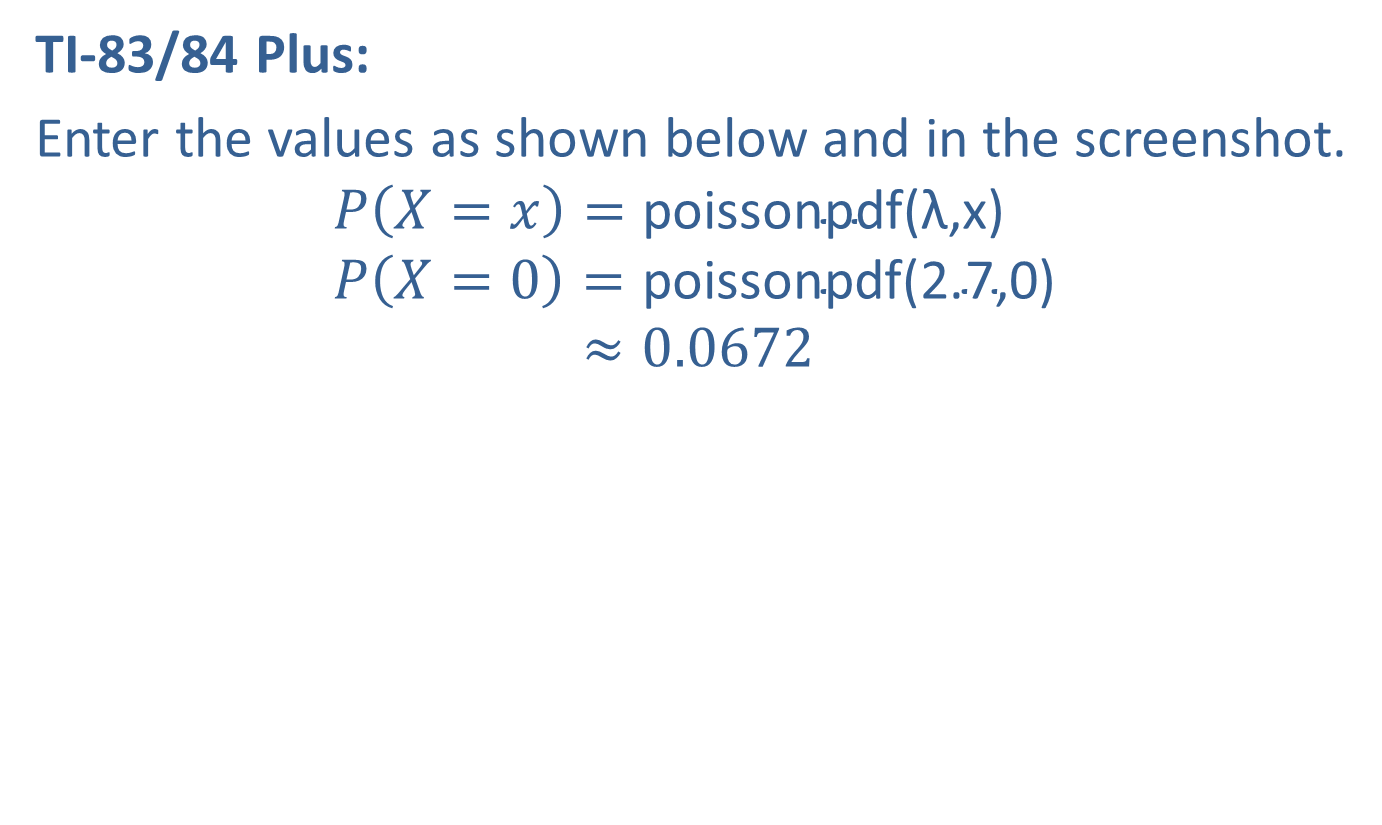 TI-83/84 Plus:
Enter the values as shown below and in the screenshot.
P(X = x) = poissonpdf(λ,x)
P(X = 0) = poissonpdf(2.7,0)
≈ 0.0672